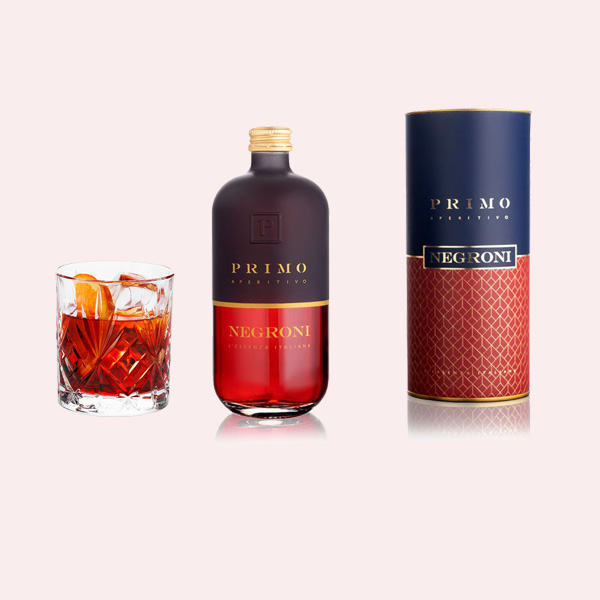 P
PRIMO
APERITIVO
NEGRONI
L'ESSENZA ITALIANA
PRIMO
APERITIVO
NEGRONI